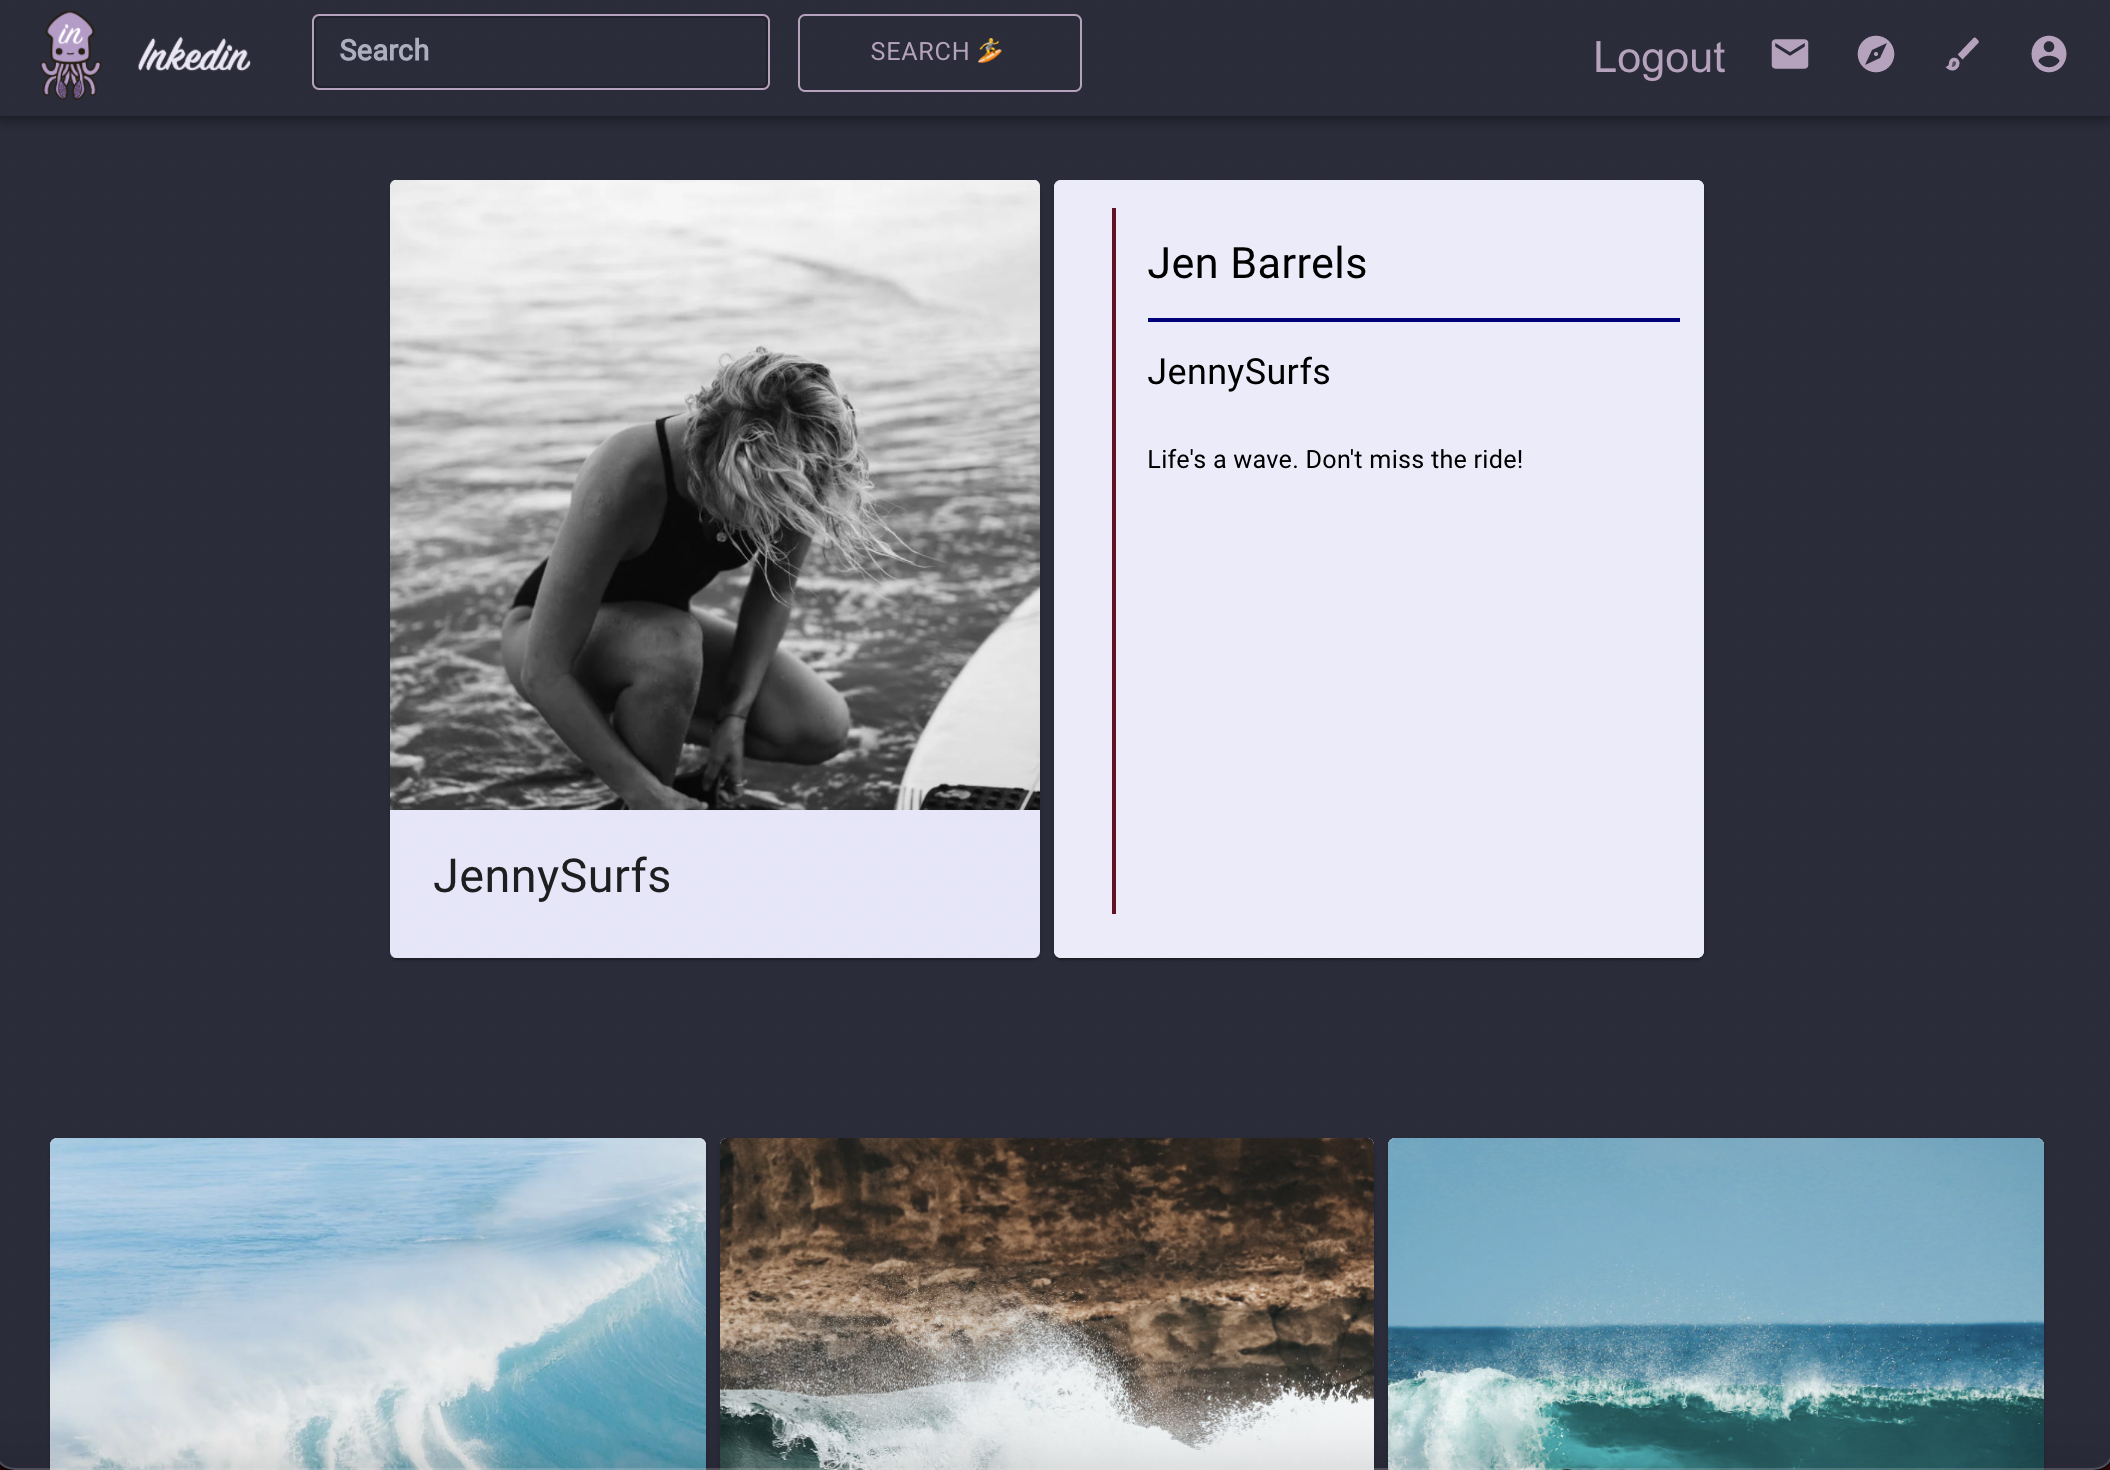 in
Inkedin
Search
SEARCH 🏄
Logout
Jen Barrels
JennySurfs
Life's a wave. Don't miss the ride!
JennySurfs